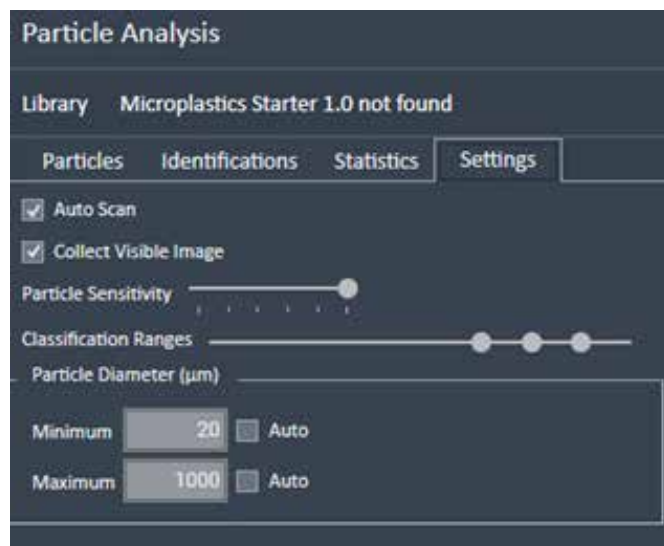 Particle Analysis
Library Microplastics Starter 1.0 not found
Particles Identifications Statistics Settings
Auto Scan
Collect Visible Image
Particle Sensitivity
Classification Ranges
Particle Diameter (µm)
Minimum 20 Auto
Maximum 1000 Auto